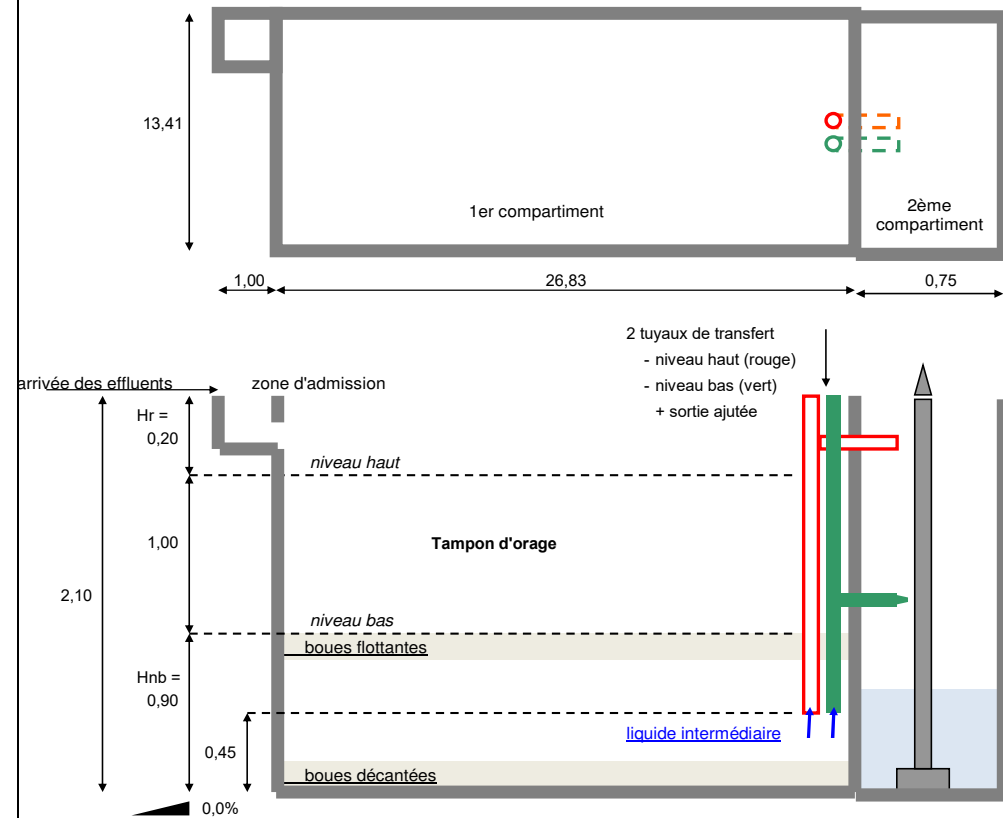 13,41
1er compartiment
2ème
compartiment
1,00
26,83
0,75
2 tuyaux de transfert
- niveau haut (rouge)
- niveau bas (vert)
+ sortie ajutée
arrivée des effluents
zone d'admission
Hr =
0,20
niveau haut
1,00
Tampon d'orage
2,10
niveau bas
boues flottantes
Hnb =
0,90
liquide intermédiaire
0,45
boues décantées
0,0%